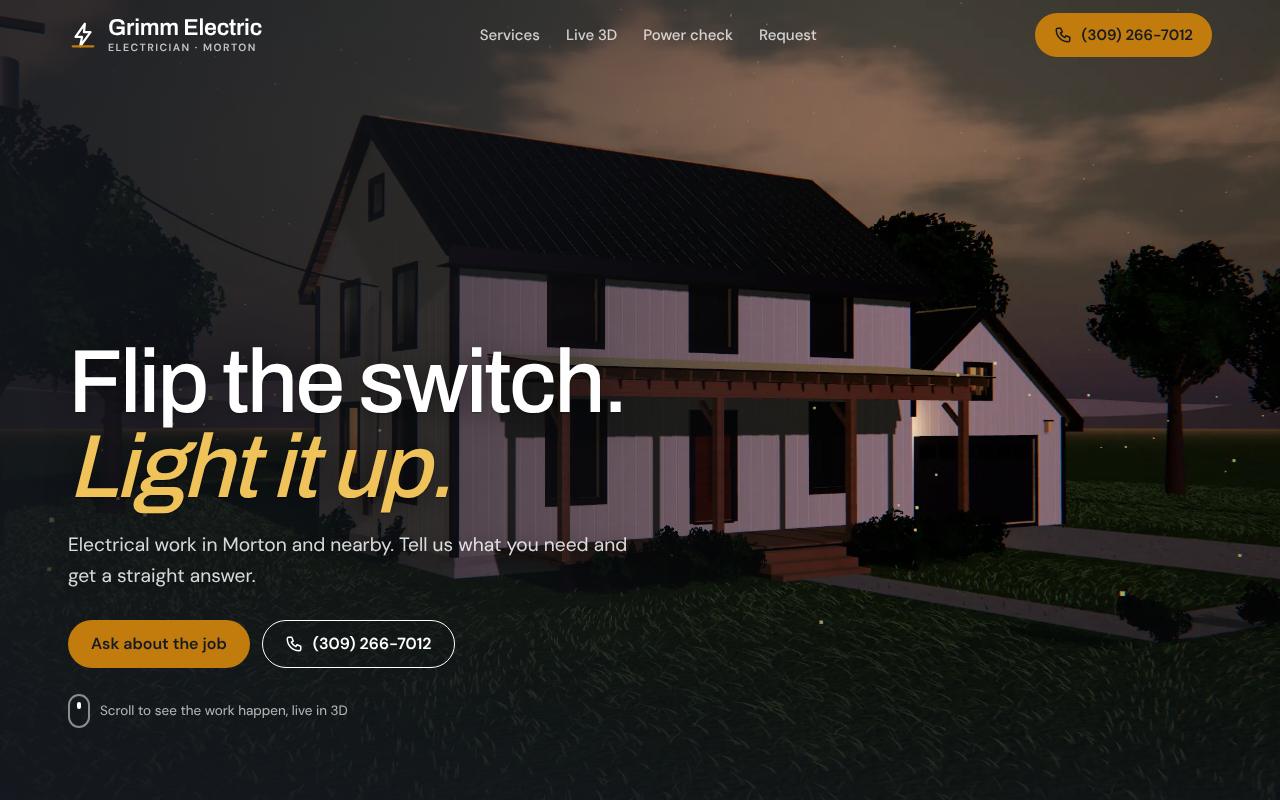 Grimm Electric
ELECTRICIAN · MORTON
Services
Live 3D
Power check
Request
(309) 266-7012
Flip the switch.
Light it up.
Electrical work in Morton and nearby. Tell us what you need and
get a straight answer.
Ask about the job
(309) 266-7012
Scroll to see the work happen, live in 3D